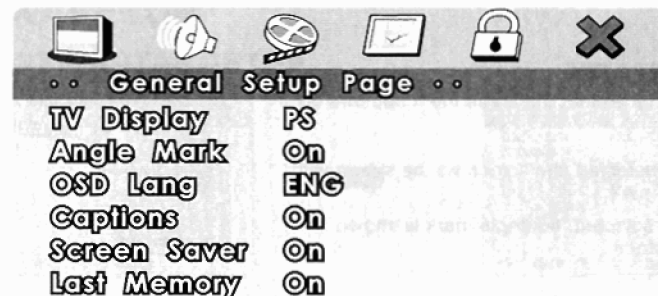 •• General Setup Page ••
TV Display PS
Angle Mark On
OSD Lang ENG
Captions On
Screen Saver On
Last Memory On